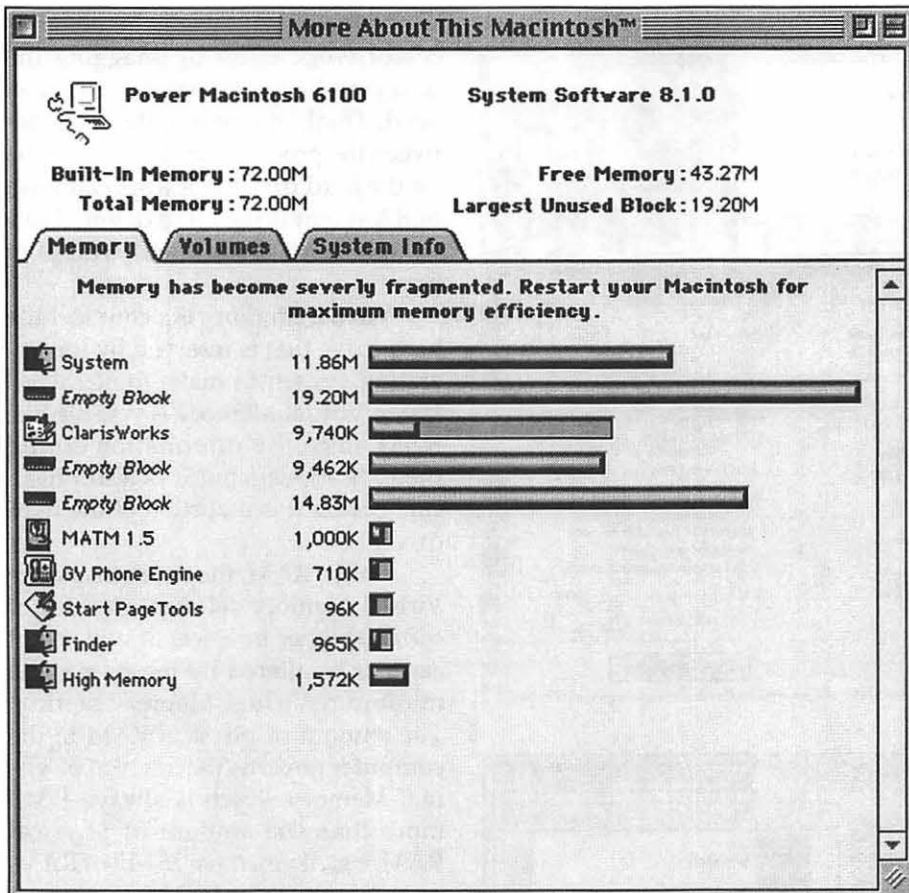 More About This Macintosh™
Power Macintosh 6100 System Software 8.1.0
Built-In Memory : 72.00M Free Memory : 43.27M
Total Memory : 72.00M Largest Unused Block : 19.20M
Memory Volumes System Info
Memory has become severly fragmented. Restart your Macintosh for
maximum memory efficiency.
System 11.86M
Empty Block 19.20M
ClarisWorks 9,740K
Empty Block 9,462K
Empty Block 14.83M
MATM 1.5 1,000K
GV Phone Engine 710K
Start PageTools 96K
Finder 965K
High Memory 1,572K